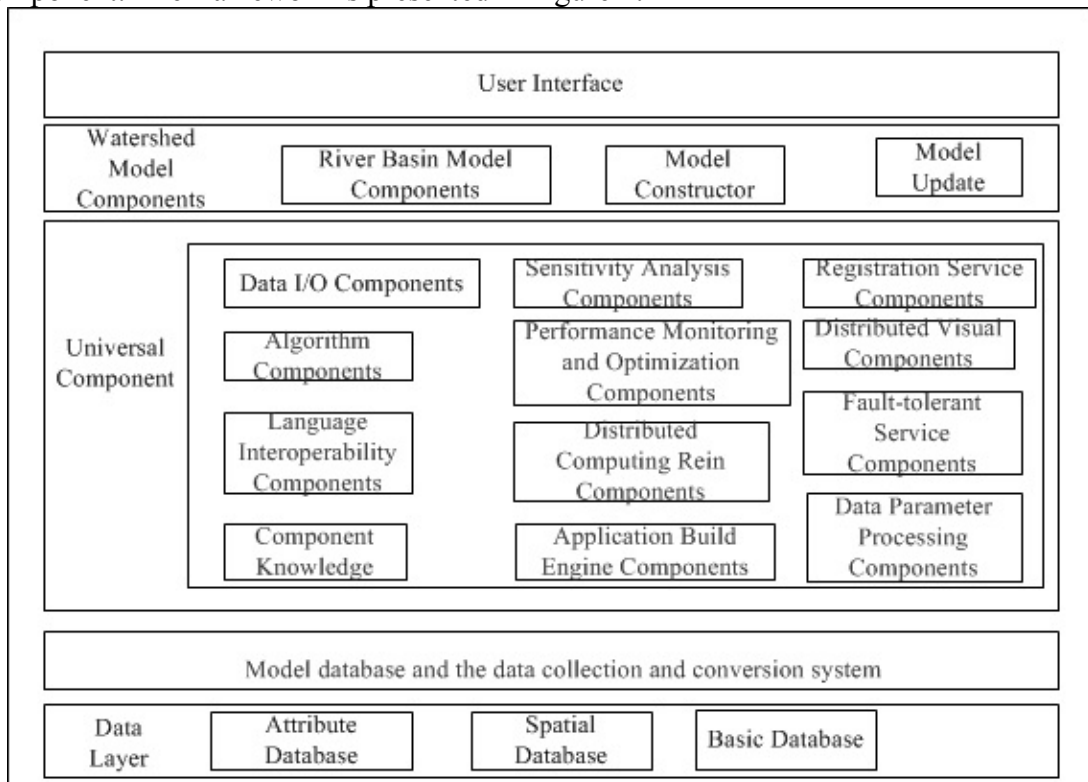 User Interface
Watershed
Model
Components
River Basin Model
Components
Model
Constructor
Model
Update
Universal
Component
Data I/O Components
Algorithm
Components
Language
Interoperability
Components
Component
Knowledge
Sensitivity Analysis
Components
Performance Monitoring
and Optimization
Components
Distributed
Computing Rein
Components
Application Build
Engine Components
Registration Service
Components
Distributed Visual
Components
Fault-tolerant
Service
Components
Data Parameter
Processing
Components
Model database and the data collection and conversion system
Data
Layer
Attribute
Database
Spatial
Database
Basic Database